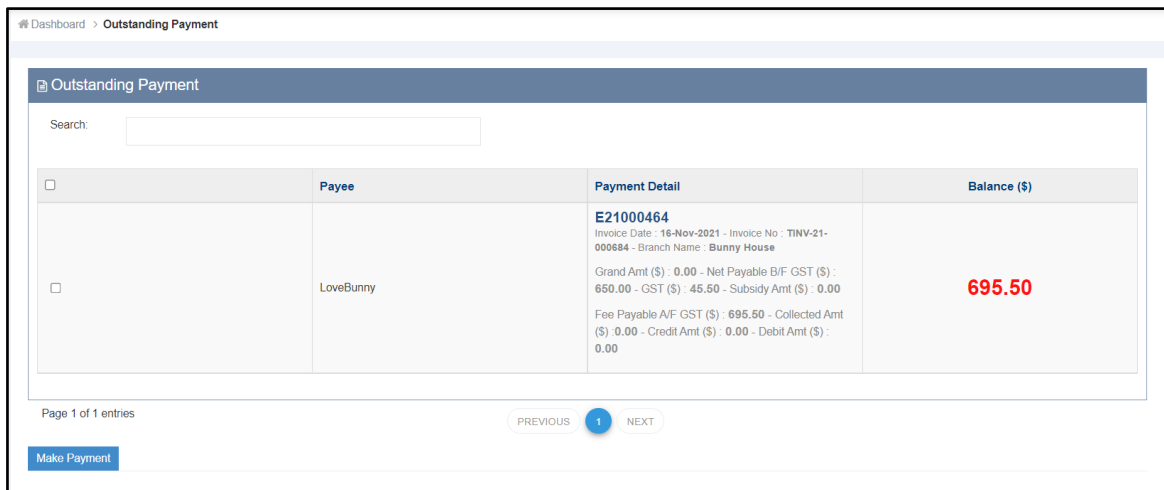 Dashboard > Outstanding Payment
Outstanding Payment
Search:
Payee
Payment Detail
Balance ($)
LoveBunny
E21000464
Invoice Date : 16-Nov-2021 - Invoice No : TINV-21-
000684 - Branch Name : Bunny House
Grand Amt ($) : 0.00 - Net Payable B/F GST ($) :
650.00 - GST ($) : 45.50 - Subsidy Amt ($) : 0.00
Fee Payable A/F GST ($) : 695.50 - Collected Amt
($) :0.00 - Credit Amt ($) : 0.00 - Debit Amt ($) :
0.00
695.50
Page 1 of 1 entries
PREVIOUS 1 NEXT
Make Payment